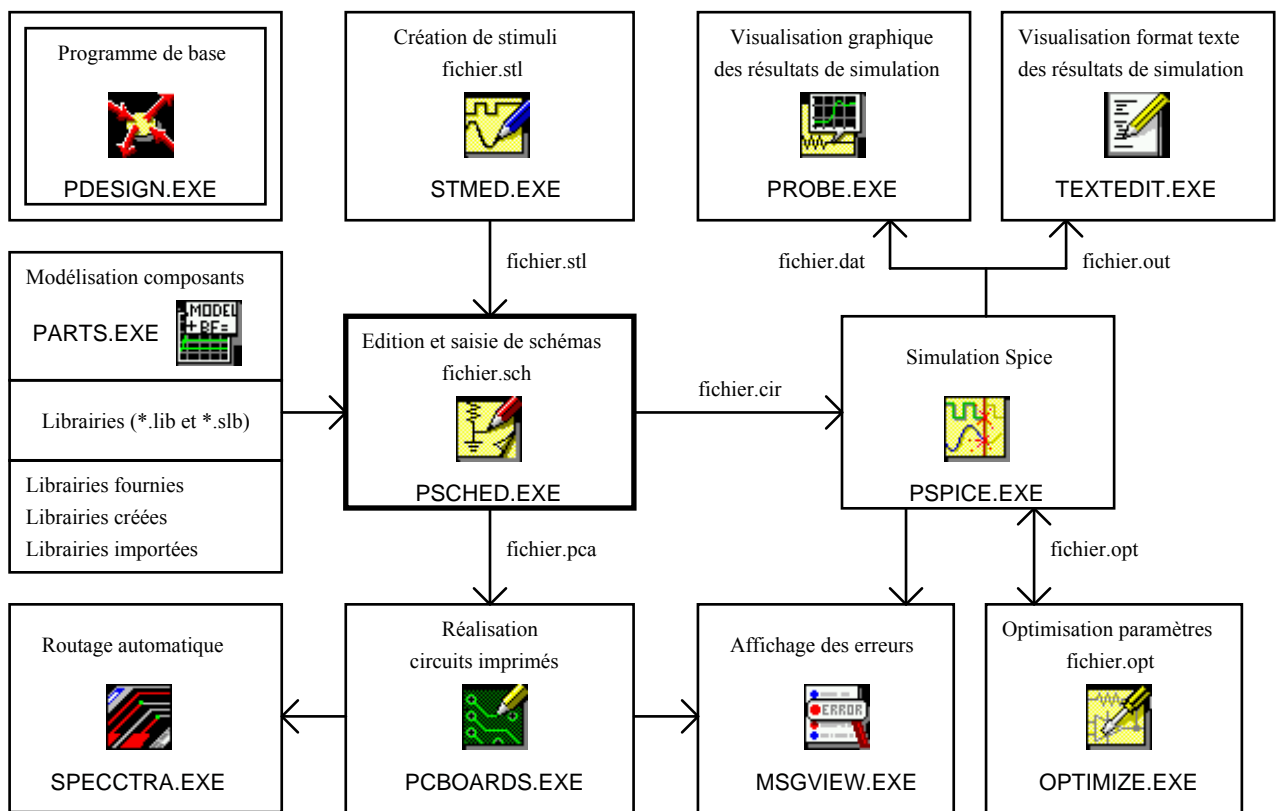 Programme de base
PDESIGN.EXE
Création de stimuli
fichier.stl
STMED.EXE
Visualisation graphique
des résultats de simulation
PROBE.EXE
Visualisation format texte
des résultats de simulation
TEXTEDIT.EXE
fichier.stl
fichier.dat
fichier.out
Modélisation composants
PARTS.EXE
.MODEL
+ BF=
Librairies (*.lib et *.slb)
Librairies fournies
Librairies créées
Librairies importées
Edition et saisie de schémas
fichier.sch
PSCHED.EXE
fichier.cir
Simulation Spice
PSPICE.EXE
fichier.pca
fichier.opt
Routage automatique
SPECCTRA.EXE
Réalisation
circuits imprimés
PCBOARDS.EXE
Affichage des erreurs
ERROR
MSGVIEW.EXE
Optimisation paramètres
fichier.opt
OPTIMIZE.EXE